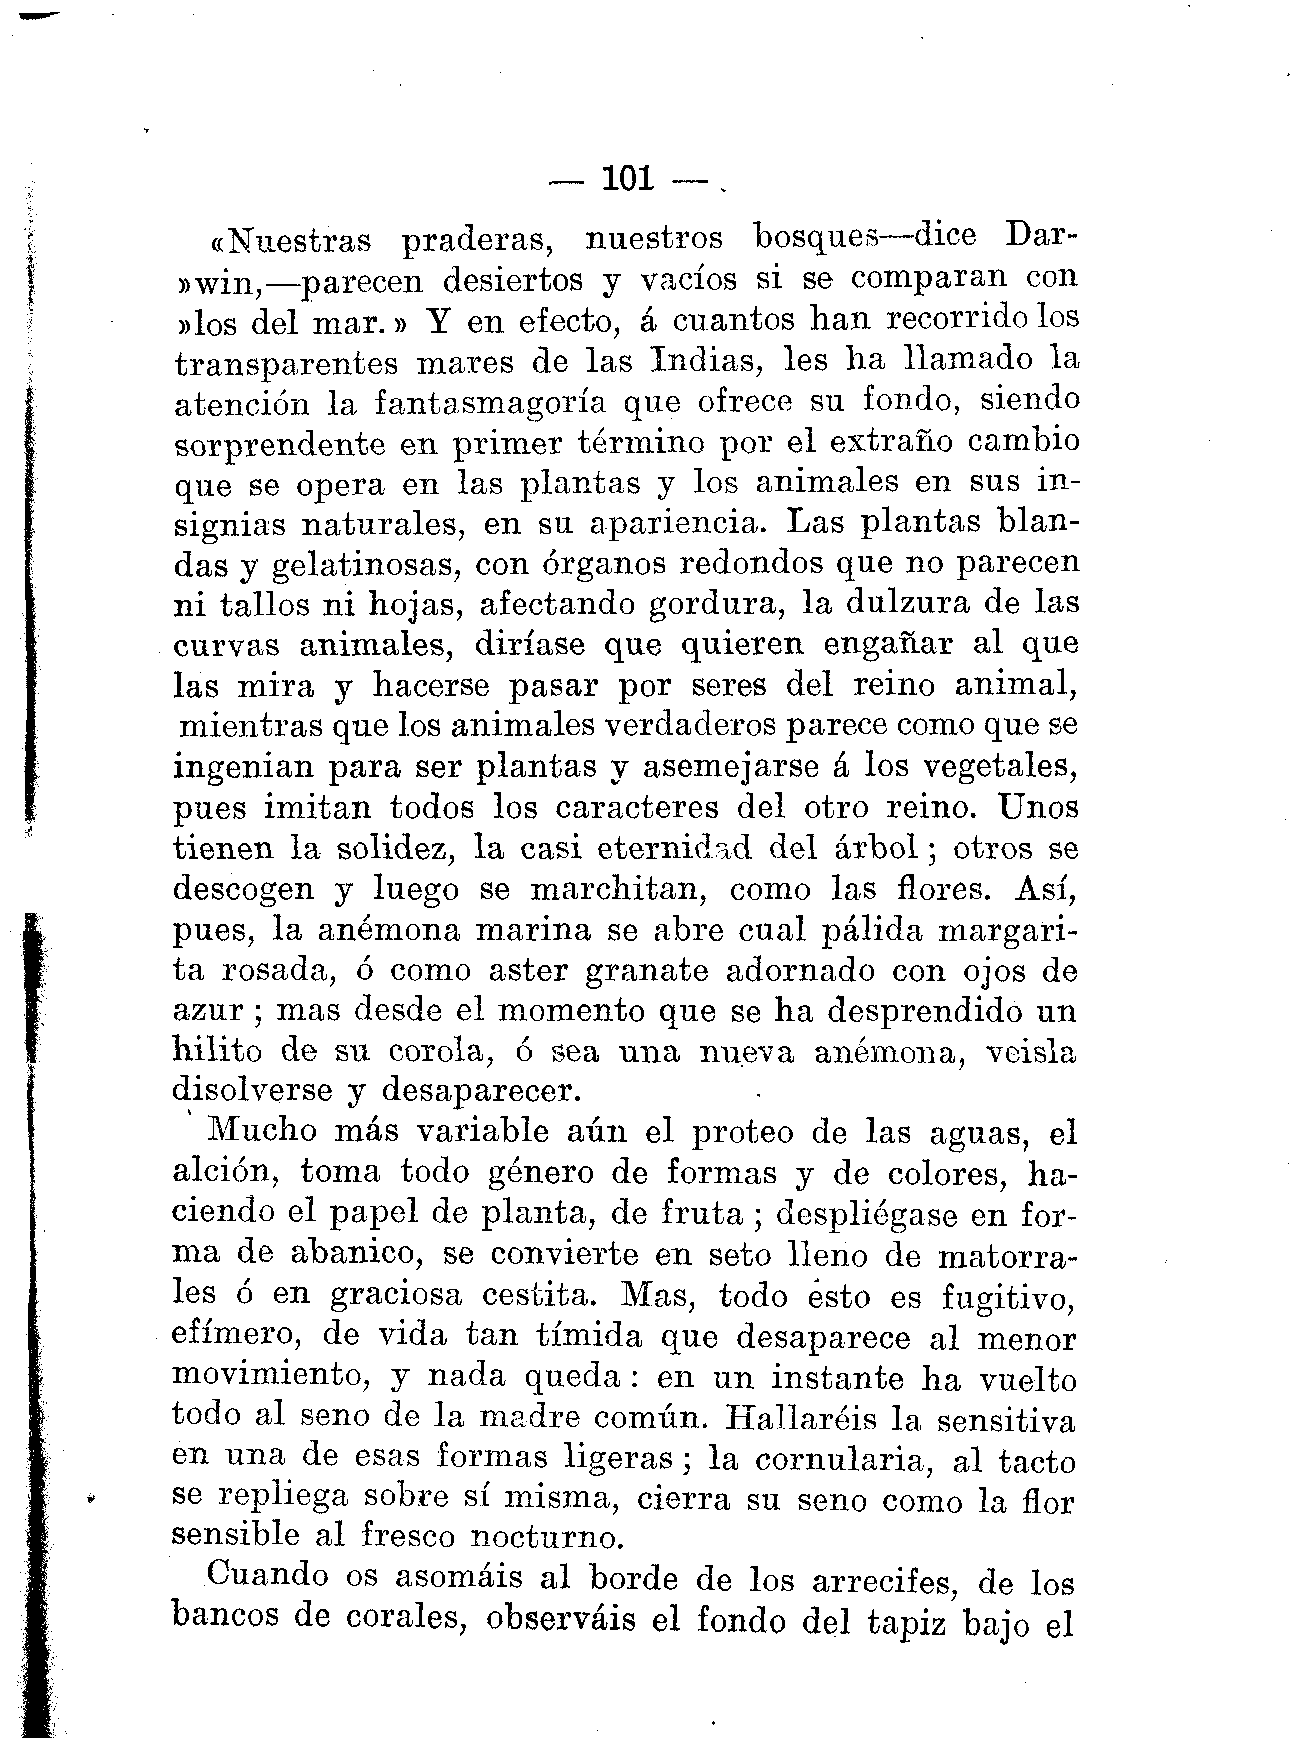 — 101 —
«Nuestras praderas, nuestros bosques—dice Dar-
»win,—parecen desiertos y vacíos si se comparan con
»los del mar.» Y en efecto, á cuantos han recorrido los
transparentes mares de las Indias, les ha llamado la
atención la fantasmagoría que ofrece su fondo, siendo
sorprendente en primer término por el extraño cambio
que se opera en las plantas y los animales en sus in-
signias naturales, en su apariencia. Las plantas blan-
das y gelatinosas, con órganos redondos que no parecen
ni tallos ni hojas, afectando gordura, la dulzura de las
curvas animales, diríase que quieren engañar al que
las mira y hacerse pasar por seres del reino animal,
mientras que los animales verdaderos parece como que se
ingenian para ser plantas y asemejarse á los vegetales,
pues imitan todos los caracteres del otro reino. Unos
tienen la solidez, la casi eternidad del árbol; otros se
descogen y luego se marchitan, como las flores. Así,
pues, la anémona marina se abre cual pálida margari-
ta rosada, ó como aster granate adornado con ojos de
azur; mas desde el momento que se ha desprendido un
hilito de su corola, ó sea una nueva anémona, veisla
disolverse y desaparecer.
Mucho más variable aún el proteo de las aguas, el
alción, toma todo género de formas y de colores, ha-
ciendo el papel de planta, de fruta; despliégase en for-
ma de abanico, se convierte en seto lleno de matorra-
les ó en graciosa cestita. Mas, todo ésto es fugitivo,
efímero, de vida tan tímida que desaparece al menor
movimiento, y nada queda: en un instante ha vuelto
todo al seno de la madre común. Hallaréis la sensitiva
en una de esas formas ligeras; la cornularia, al tacto
se repliega sobre sí misma, cierra su seno como la flor
sensible al fresco nocturno.
Cuando os asomáis al borde de los arrecifes, de los
bancos de corales, observáis el fondo del tapiz bajo el